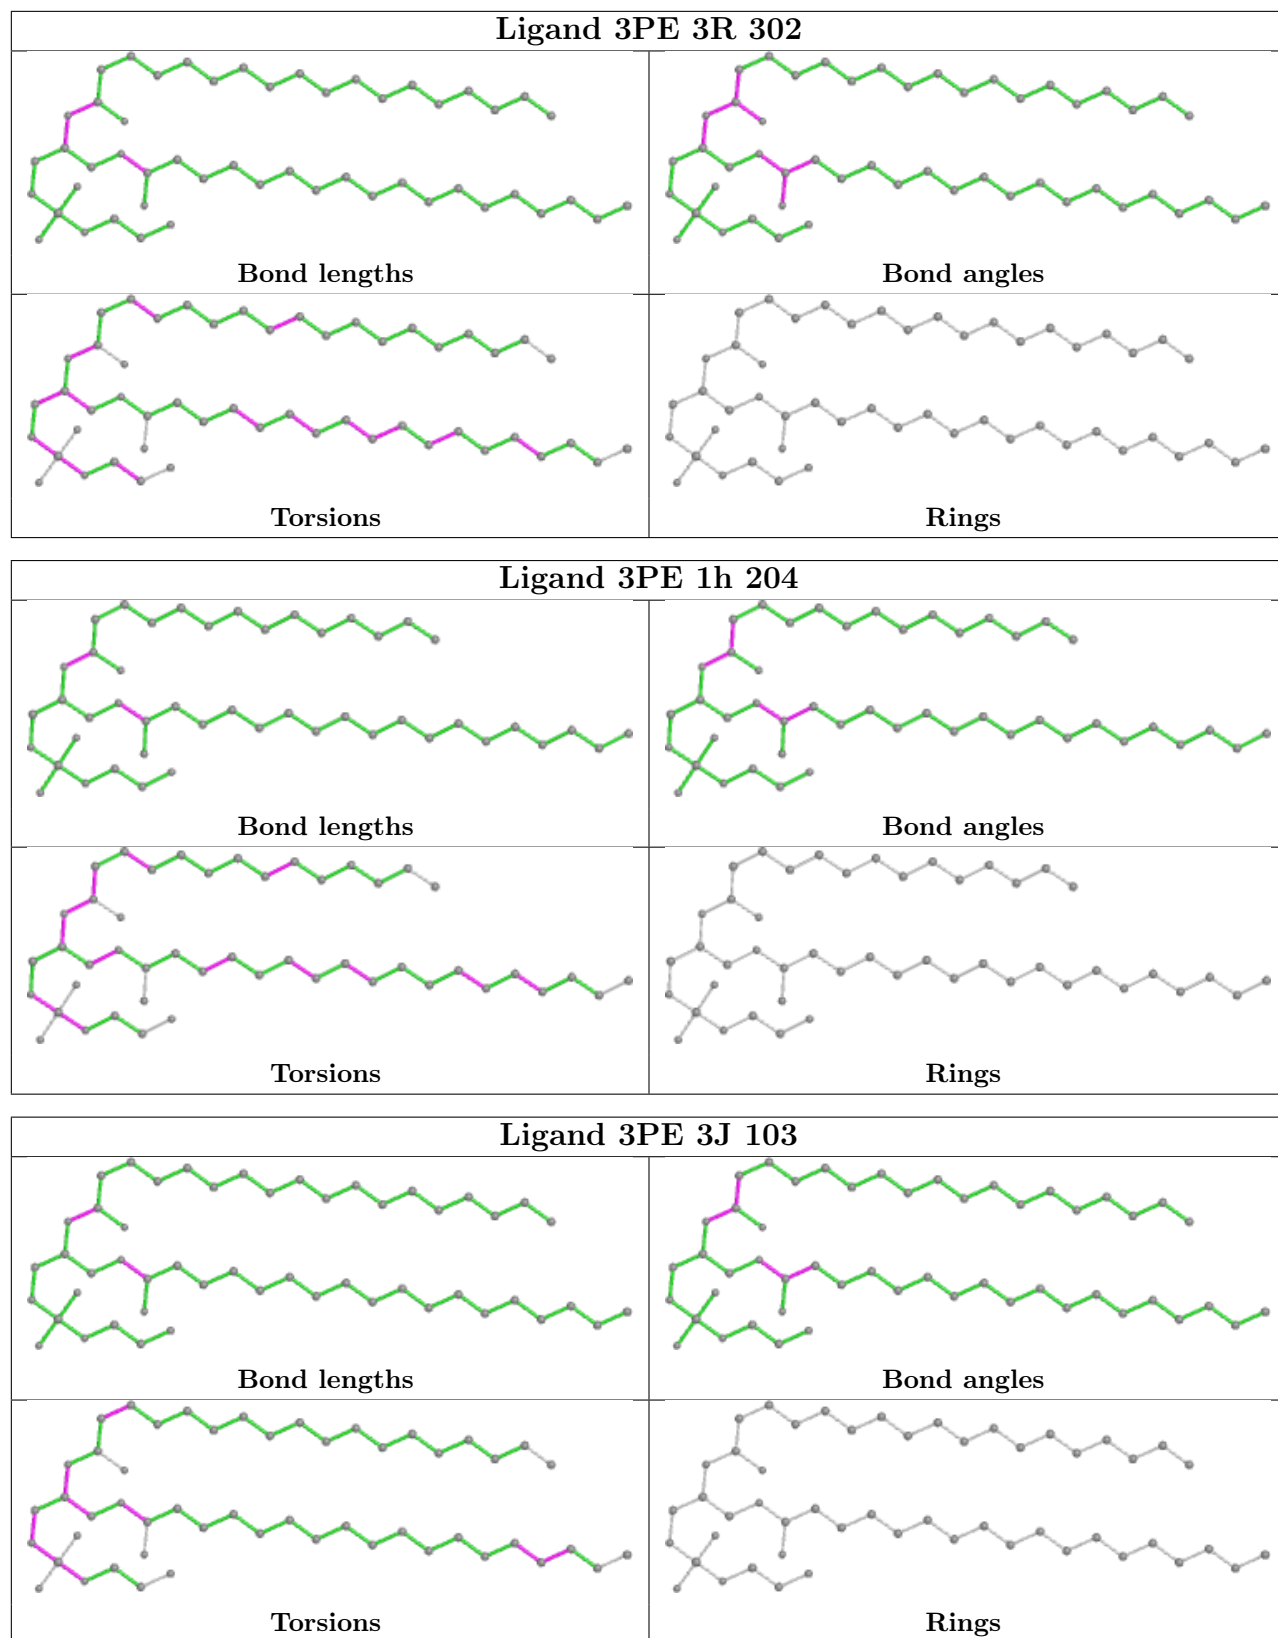 Ligand 3PE 3R 302
Bond lengths
Bond angles
Torsions
Rings
Ligand 3PE 1h 204
Bond lengths
Bond angles
Torsions
Rings
Ligand 3PE 3J 103
Bond lengths
Bond angles
Torsions
Rings